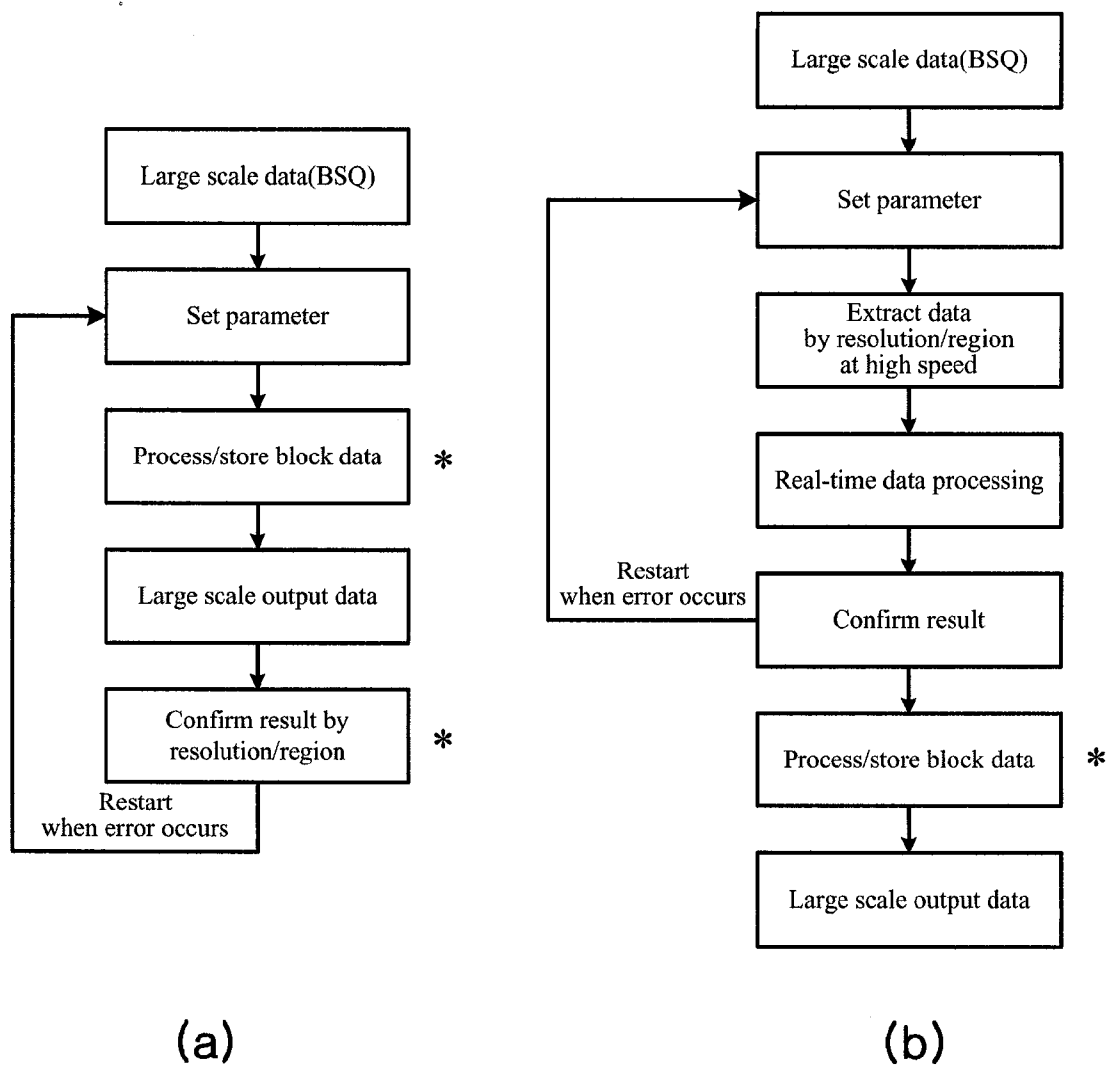 Large scale data(BSQ)
Set parameter
Process/store block data
*
Large scale output data
Confirm result by
resolution/region
*
Restart
when error occurs
(a)
Large scale data(BSQ)
Set parameter
Extract data
by resolution/region
at high speed
Real-time data processing
Restart
when error occurs
Confirm result
Process/store block data
*
Large scale output data
(b)